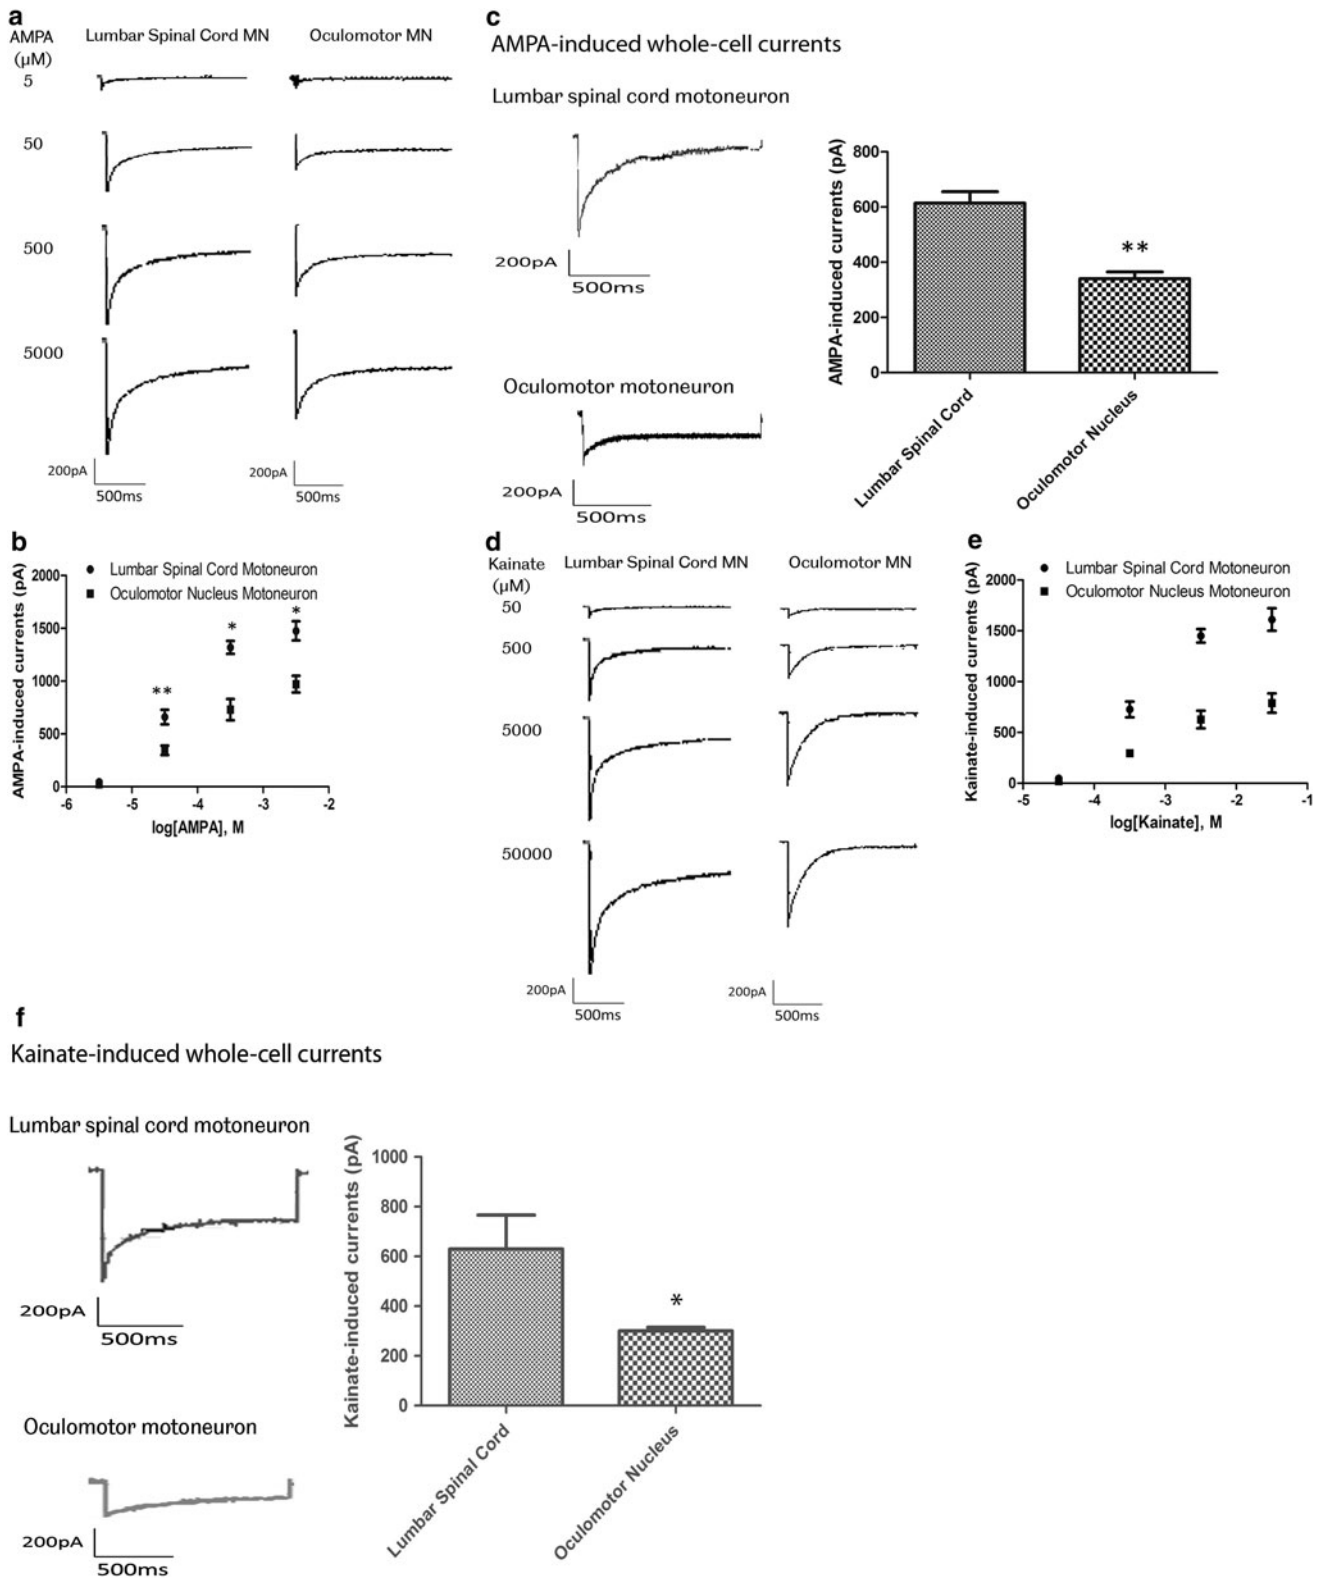 a
AMPA
(µM)
Lumbar Spinal Cord MN
Oculomotor MN
5
50
500
5000
200pA
500ms
200pA
500ms
b
Lumbar Spinal Cord Motoneuron
Oculomotor Nucleus Motoneuron
AMPA-induced currents (pA)
2000
1500
1000
500
0
**
*
*
-6 -5 -4 -3 -2
log[AMPA], M
c
AMPA-induced whole-cell currents
Lumbar spinal cord motoneuron
200pA
500ms
Oculomotor motoneuron
200pA
500ms
AMPA-induced currents (pA)
800
600
400
200
0
**
Lumbar Spinal Cord
Oculomotor Nucleus
d
Kainate
(µM)
Lumbar Spinal Cord MN
Oculomotor MN
50
500
5000
50000
200pA
500ms
200pA
500ms
e
Lumbar Spinal Cord Motoneuron
Oculomotor Nucleus Motoneuron
Kainate-induced currents (pA)
2000
1500
1000
500
0
-5 -4 -3 -2 -1
log[Kainate], M
f
Kainate-induced whole-cell currents
Lumbar spinal cord motoneuron
200pA
500ms
Oculomotor motoneuron
200pA
500ms
Kainate-induced currents (pA)
1000
800
600
400
200
0
*
Lumbar Spinal Cord
Oculomotor Nucleus